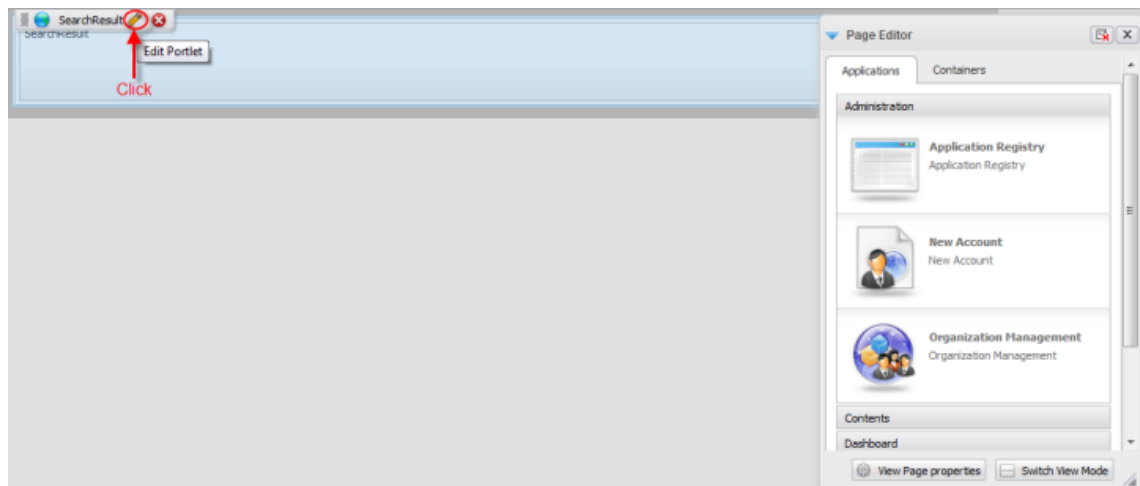 SearchResult
SearchResult
Edit Portlet
Click
Page Editor
Applications
Containers
Administration
Application Registry
Application Registry
New Account
New Account
Organization Management
Organization Management
Contents
Dashboard
View Page properties
Switch View Mode